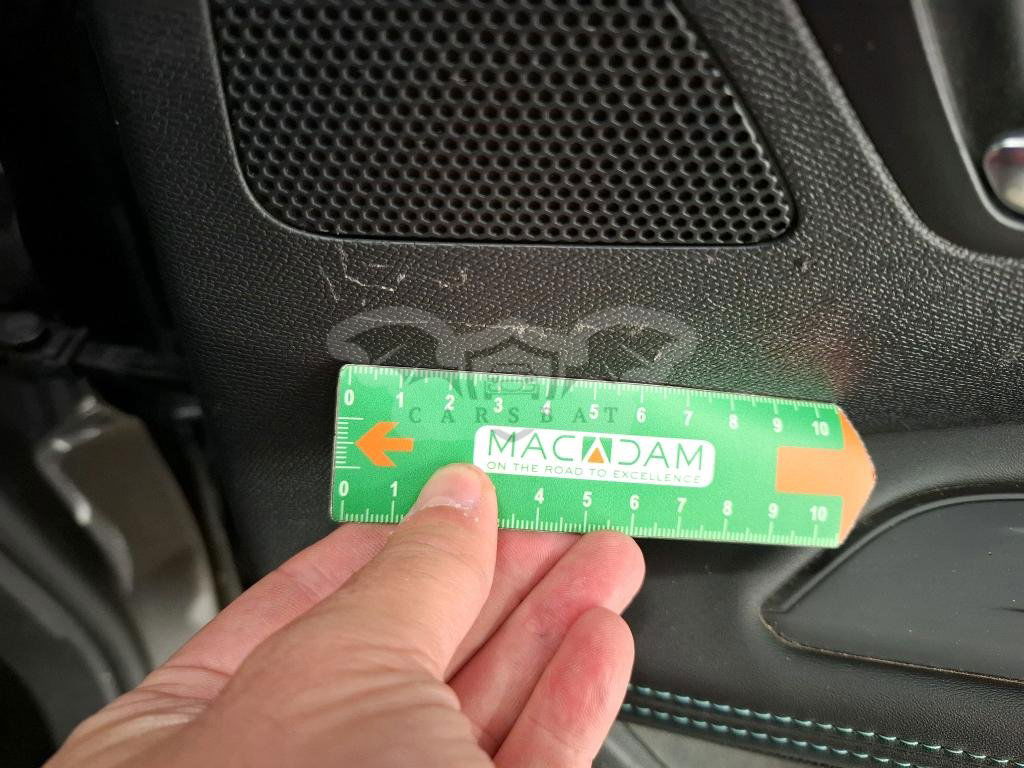 0 1 2 3 4 5 6 7 8 9 10
CARSBAT
MACADAM
ON THE ROAD TO EXCELLENCE
0 1 4 5 6 7 8 9 10